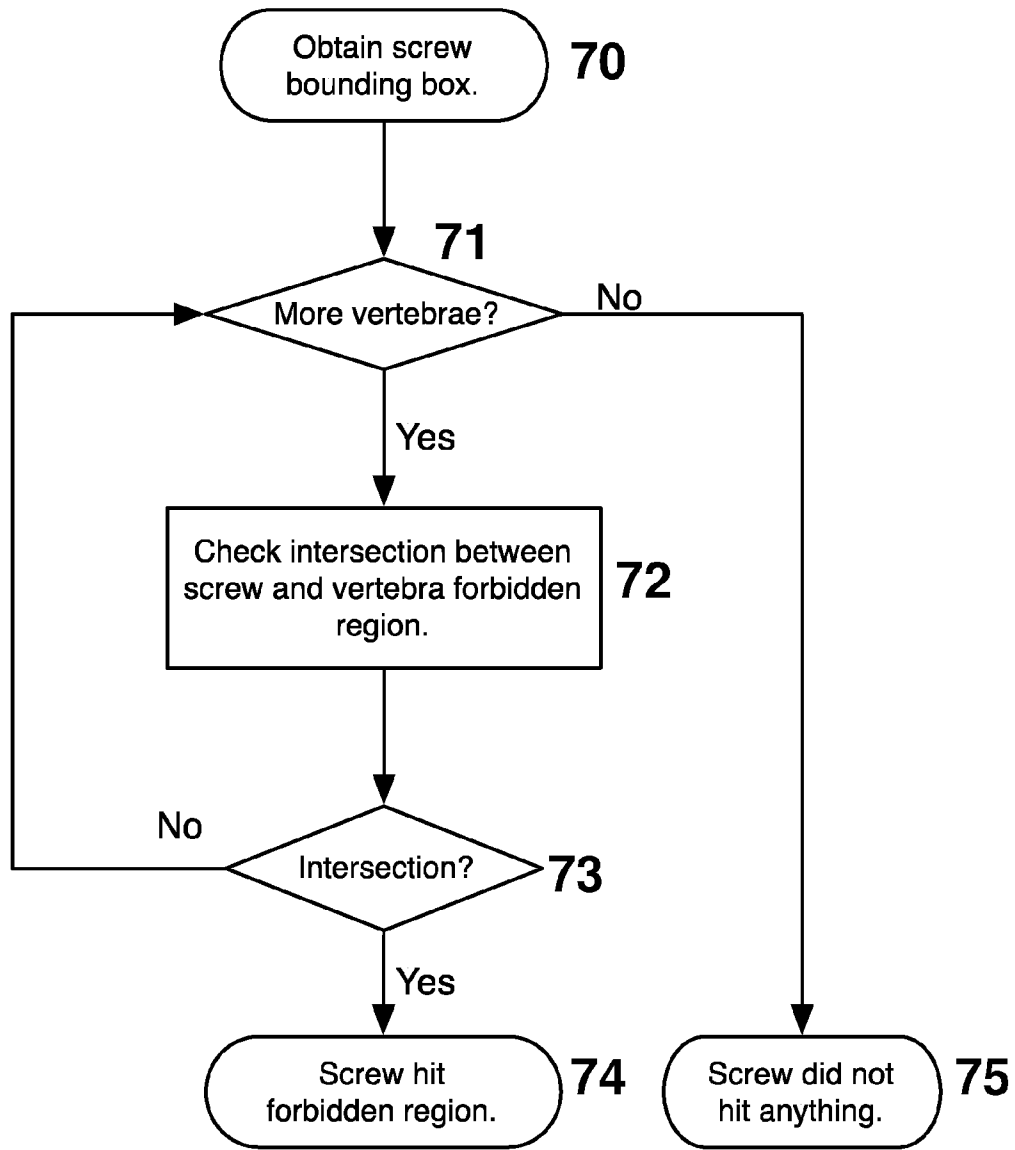 Obtain screw
bounding box.
70
71
More vertebrae?
No
Yes
Check intersection between
screw and vertebra forbidden
region.
72
No
Intersection?
73
Yes
Screw hit
forbidden region.
74
Screw did not
hit anything.
75